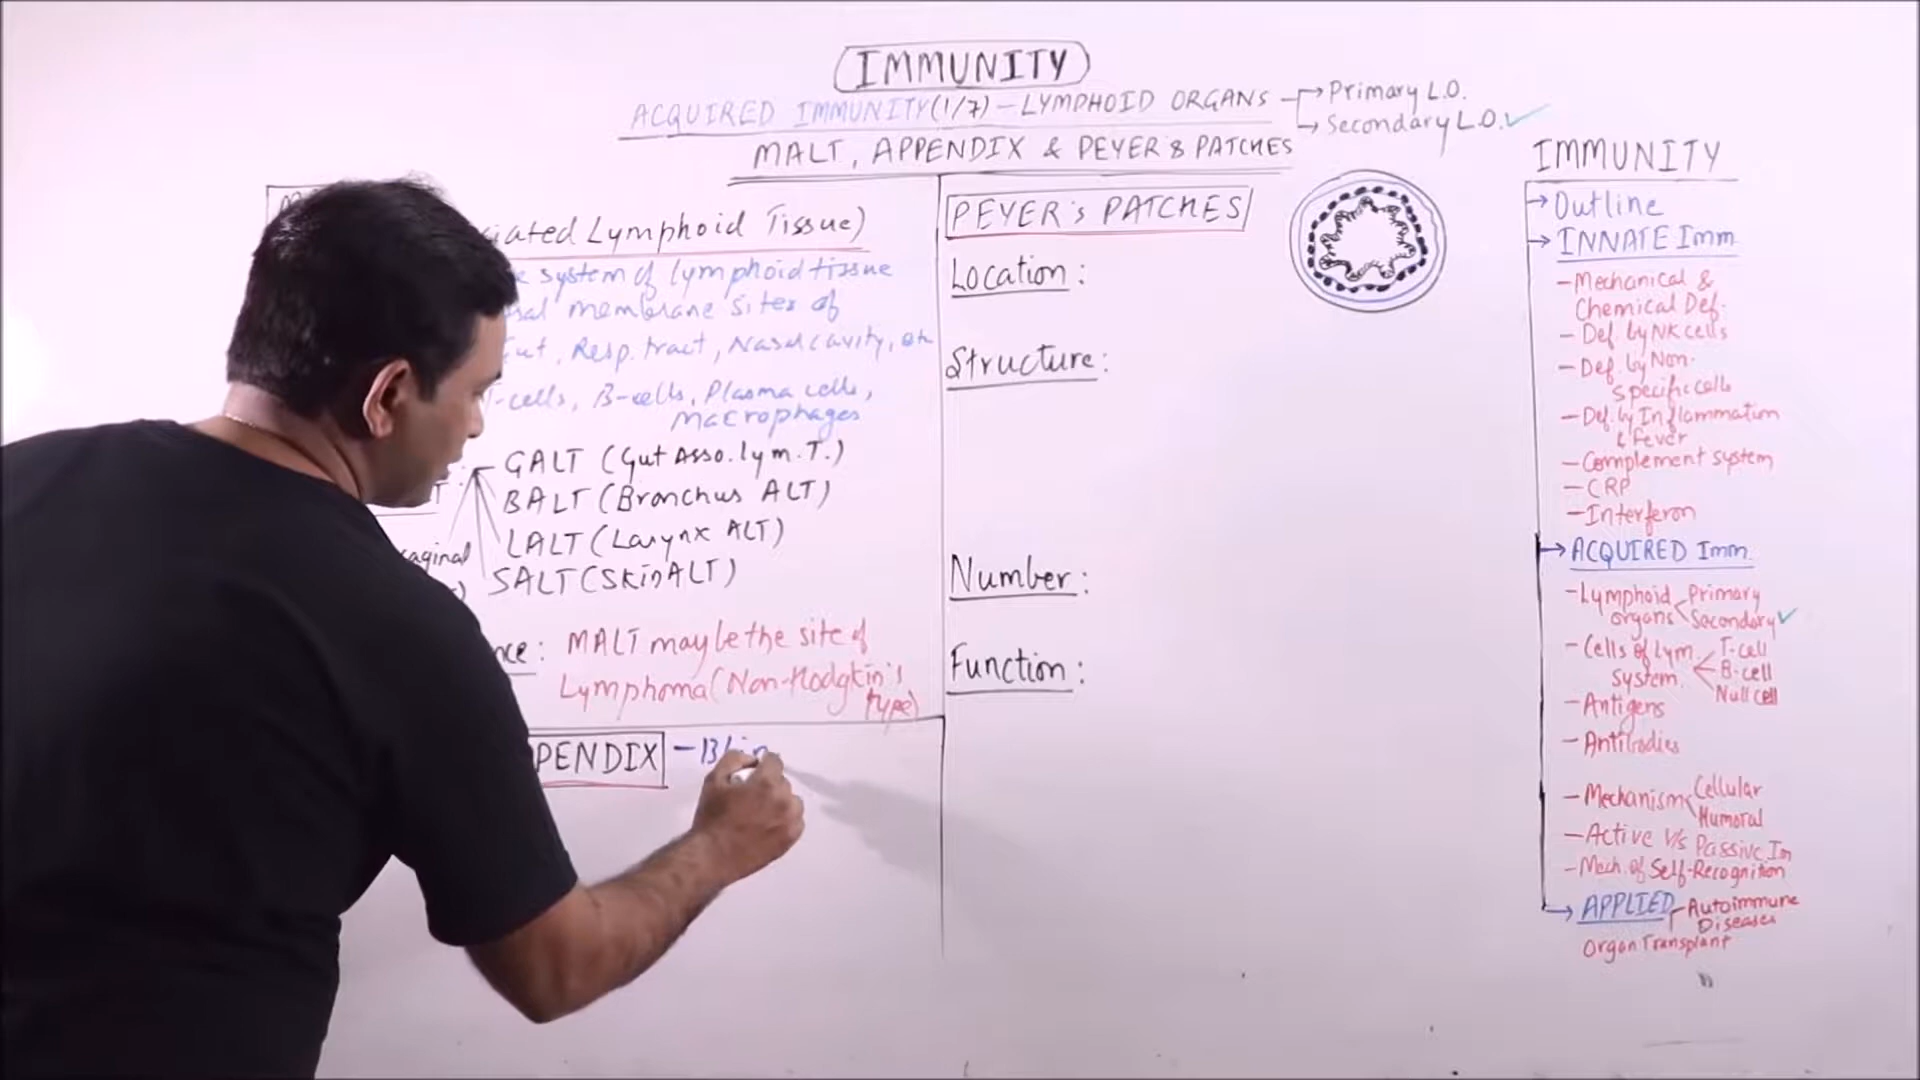 IMMUNITY
ACQUIRED IMMUNITY(1/7) – LYMPHOID ORGANS → Primary L.O.
→ Secondary L.O. ✓
MALT, APPENDIX & PEYER'S PATCHES
ciated Lymphoid Tissue)
e system of lymphoid tissue
osal membrane sites of
Gut, Resp. tract, Nasal cavity, etc
T-cells, B-cells, Plasma cells,
Macrophages
GALT (Gut Asso. lym. T.)
BALT (Bronchus ALT)
LALT (Larynx ALT)
vaginal
SALT (Skin ALT)
nce: MALT may be the site of
Lymphoma (Non-Hodgkin's
type)
PENDIX – Blin
PEYER'S PATCHES
Location:
Structure:
Number:
Function:
IMMUNITY
→ Outline
→ INNATE Imm
– Mechanical &
Chemical Def.
– Def. by NK cells
– Def. by Non-
specific cells
– Def. by Inflammation
& Fever
– Complement system
– CRP
– Interferon
→ ACQUIRED Imm
– Lymphoid Primary
organs Secondary ✓
– Cells of Lym T-cell
System B-cell
Null cell
– Antigens
– Antibodies
– Mechanism Cellular
Humoral
– Active V/s Passive Im
– Mech. of Self-Recognition
→ APPLIED Autoimmune
Diseases
Organ Transplant